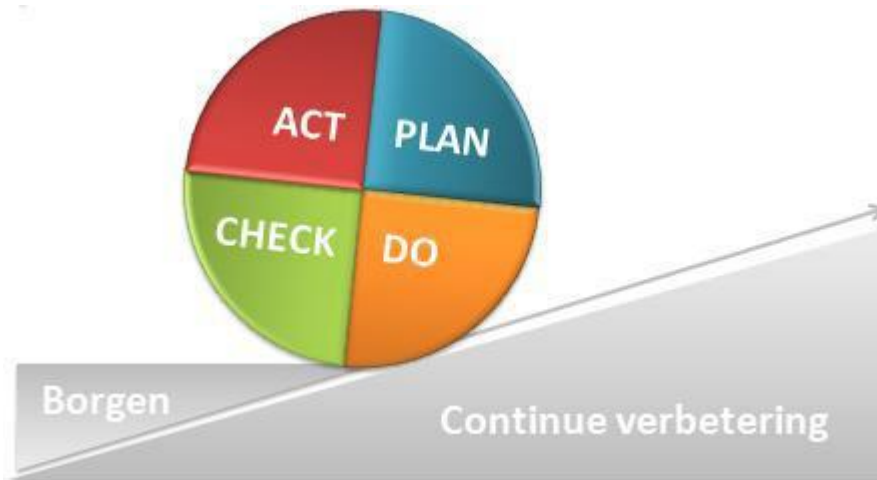 ACT
PLAN
CHECK
DO
Borgen
Continue verbetering